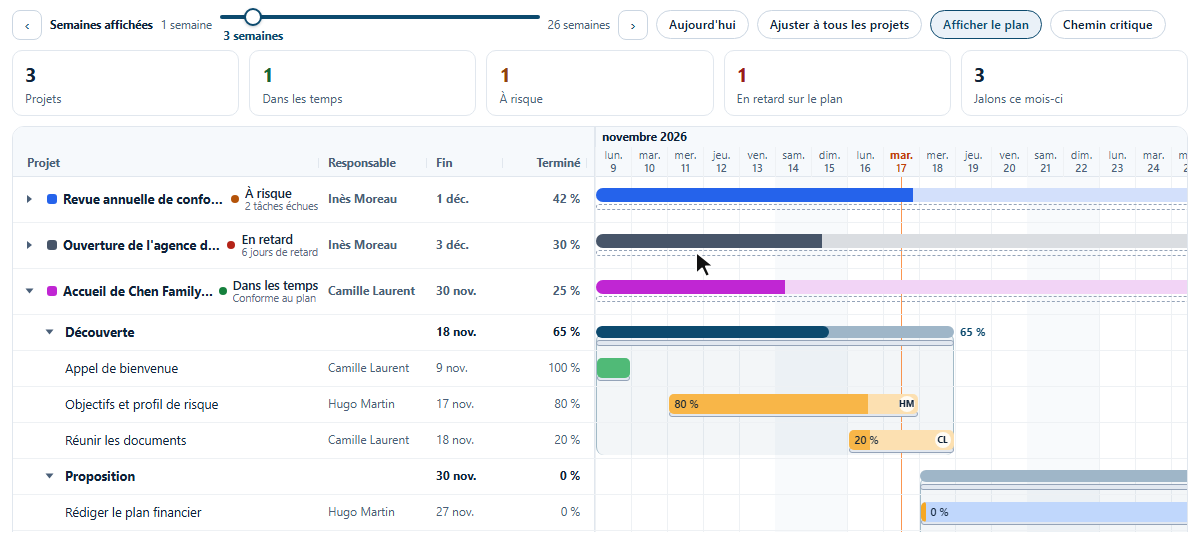 ‹ Semaines affichées 1 semaine 26 semaines › Aujourd'hui Ajuster à tous les projets Afficher le plan Chemin critique
3 semaines
3 1 1 1 3
Projets Dans les temps À risque En retard sur le plan Jalons ce mois-ci
novembre 2026
Projet Responsable Fin Terminé
lun. mar. mer. jeu. ven. sam. dim. lun. mar. mer. jeu. ven. sam. dim. lun. mar.
9 10 11 12 13 14 15 16 17 18 19 20 21 22 23 24
Revue annuelle de confo... À risque Inès Moreau 1 déc. 42 %
2 tâches échues
Ouverture de l'agence d... En retard Inès Moreau 3 déc. 30 %
6 jours de retard
Accueil de Chen Family... Dans les temps Camille Laurent 30 nov. 25 %
Conforme au plan
Découverte 18 nov. 65 % 65 %
Appel de bienvenue Camille Laurent 9 nov. 100 %
Objectifs et profil de risque Hugo Martin 17 nov. 80 % 80 % HM
Réunir les documents Camille Laurent 18 nov. 20 % 20 % CL
Proposition 30 nov. 0 %
Rédiger le plan financier Hugo Martin 27 nov. 0 % 0 %